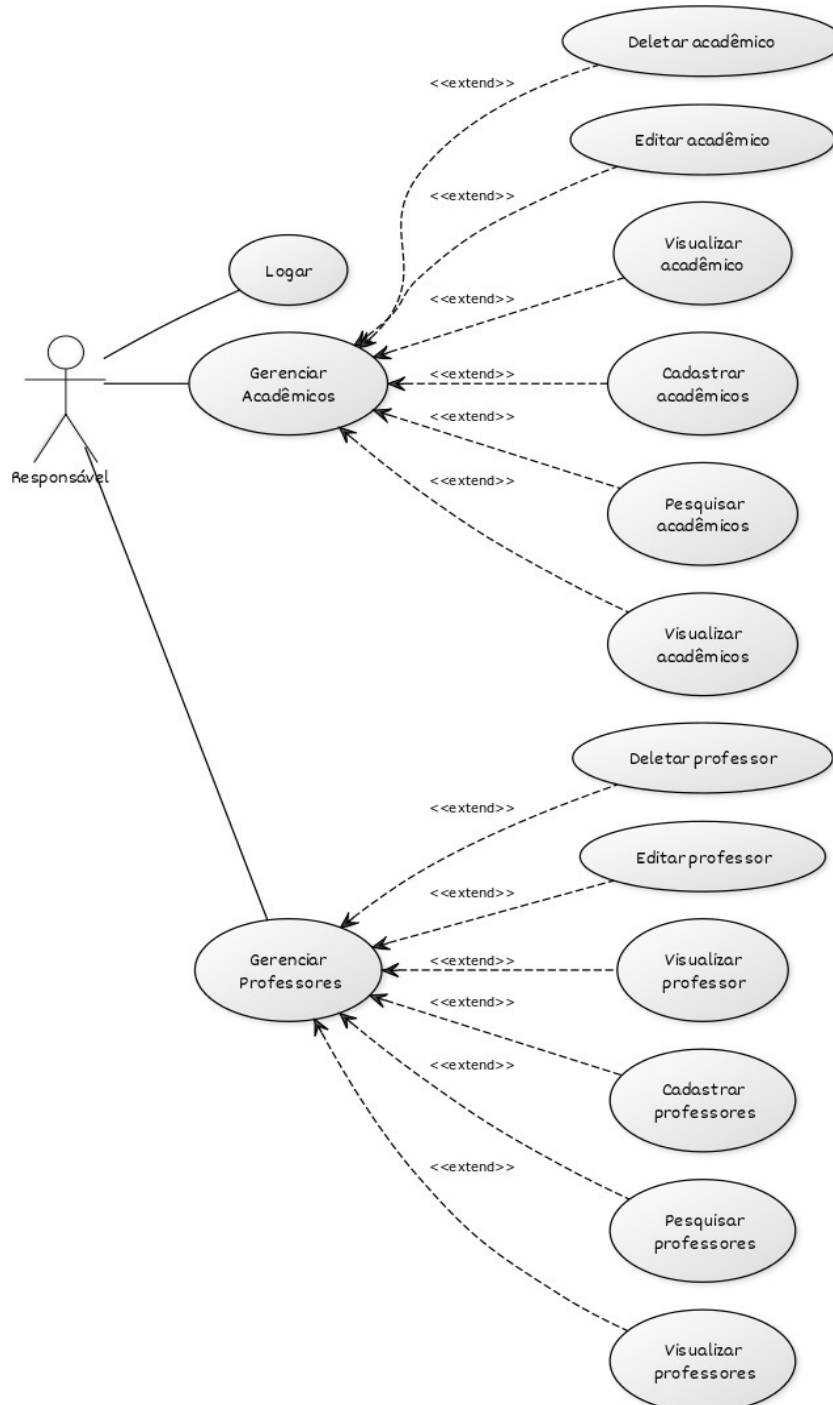 Deletar acadêmico
<<extend>>
Editar acadêmico
<<extend>>
Visualizar
acadêmico
Logar
<<extend>>
Gerenciar
Acadêmicos
<<extend>>
Cadastrar
acadêmicos
<<extend>>
Responsável
<<extend>>
Pesquisar
acadêmicos
Visualizar
acadêmicos
Deletar professor
<<extend>>
Editar professor
<<extend>>
Gerenciar
Professores
<<extend>>
Visualizar
professor
<<extend>>
<<extend>>
Cadastrar
professores
<<extend>>
Pesquisar
professores
Visualizar
professores